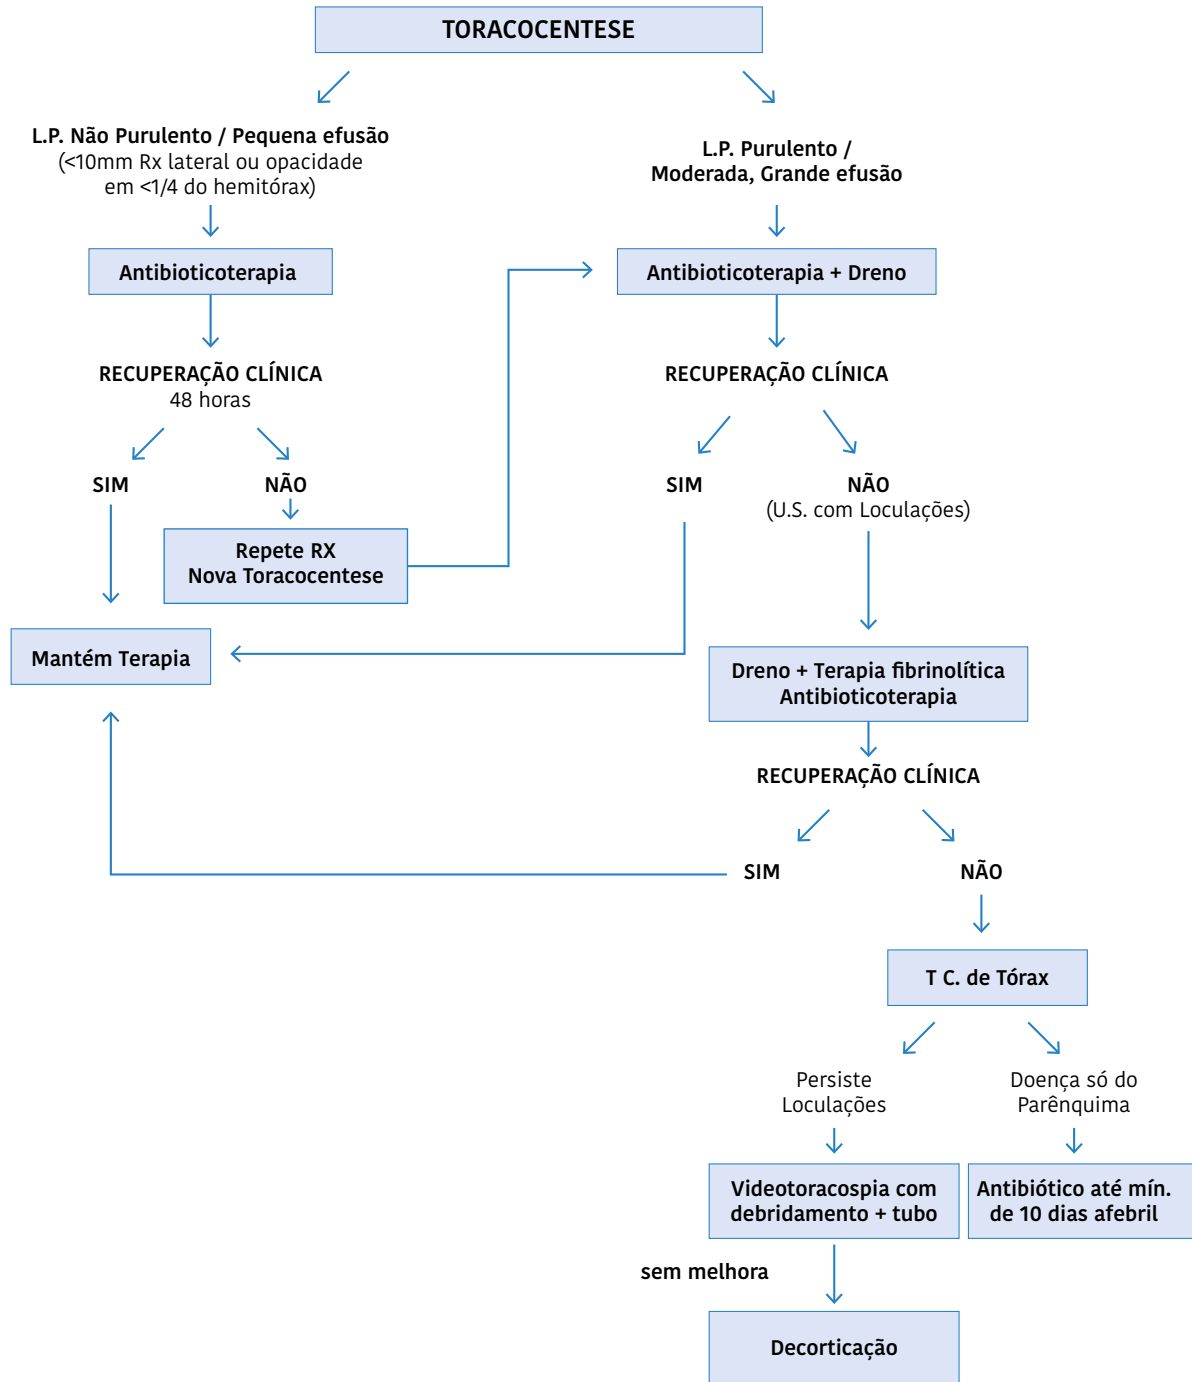 TORACOCENTESE
L.P. Não Purulento / Pequena efusão
(<10mm Rx lateral ou opacidade
em <1/4 do hemitórax)
L.P. Purulento /
Moderada, Grande efusão
Antibioticoterapia
Antibioticoterapia + Dreno
RECUPERAÇÃO CLÍNICA
48 horas
RECUPERAÇÃO CLÍNICA
SIM
NÃO
SIM
NÃO
(U.S. com Loculações)
Repete RX
Nova Toracocentese
Mantém Terapia
Dreno + Terapia fibrinolítica
Antibioticoterapia
RECUPERAÇÃO CLÍNICA
SIM
NÃO
T C. de Tórax
Persiste
Loculações
Doença só do
Parênquima
Videotoracospia com
debridamento + tubo
Antibiótico até mín.
de 10 dias afebril
sem melhora
Decorticação